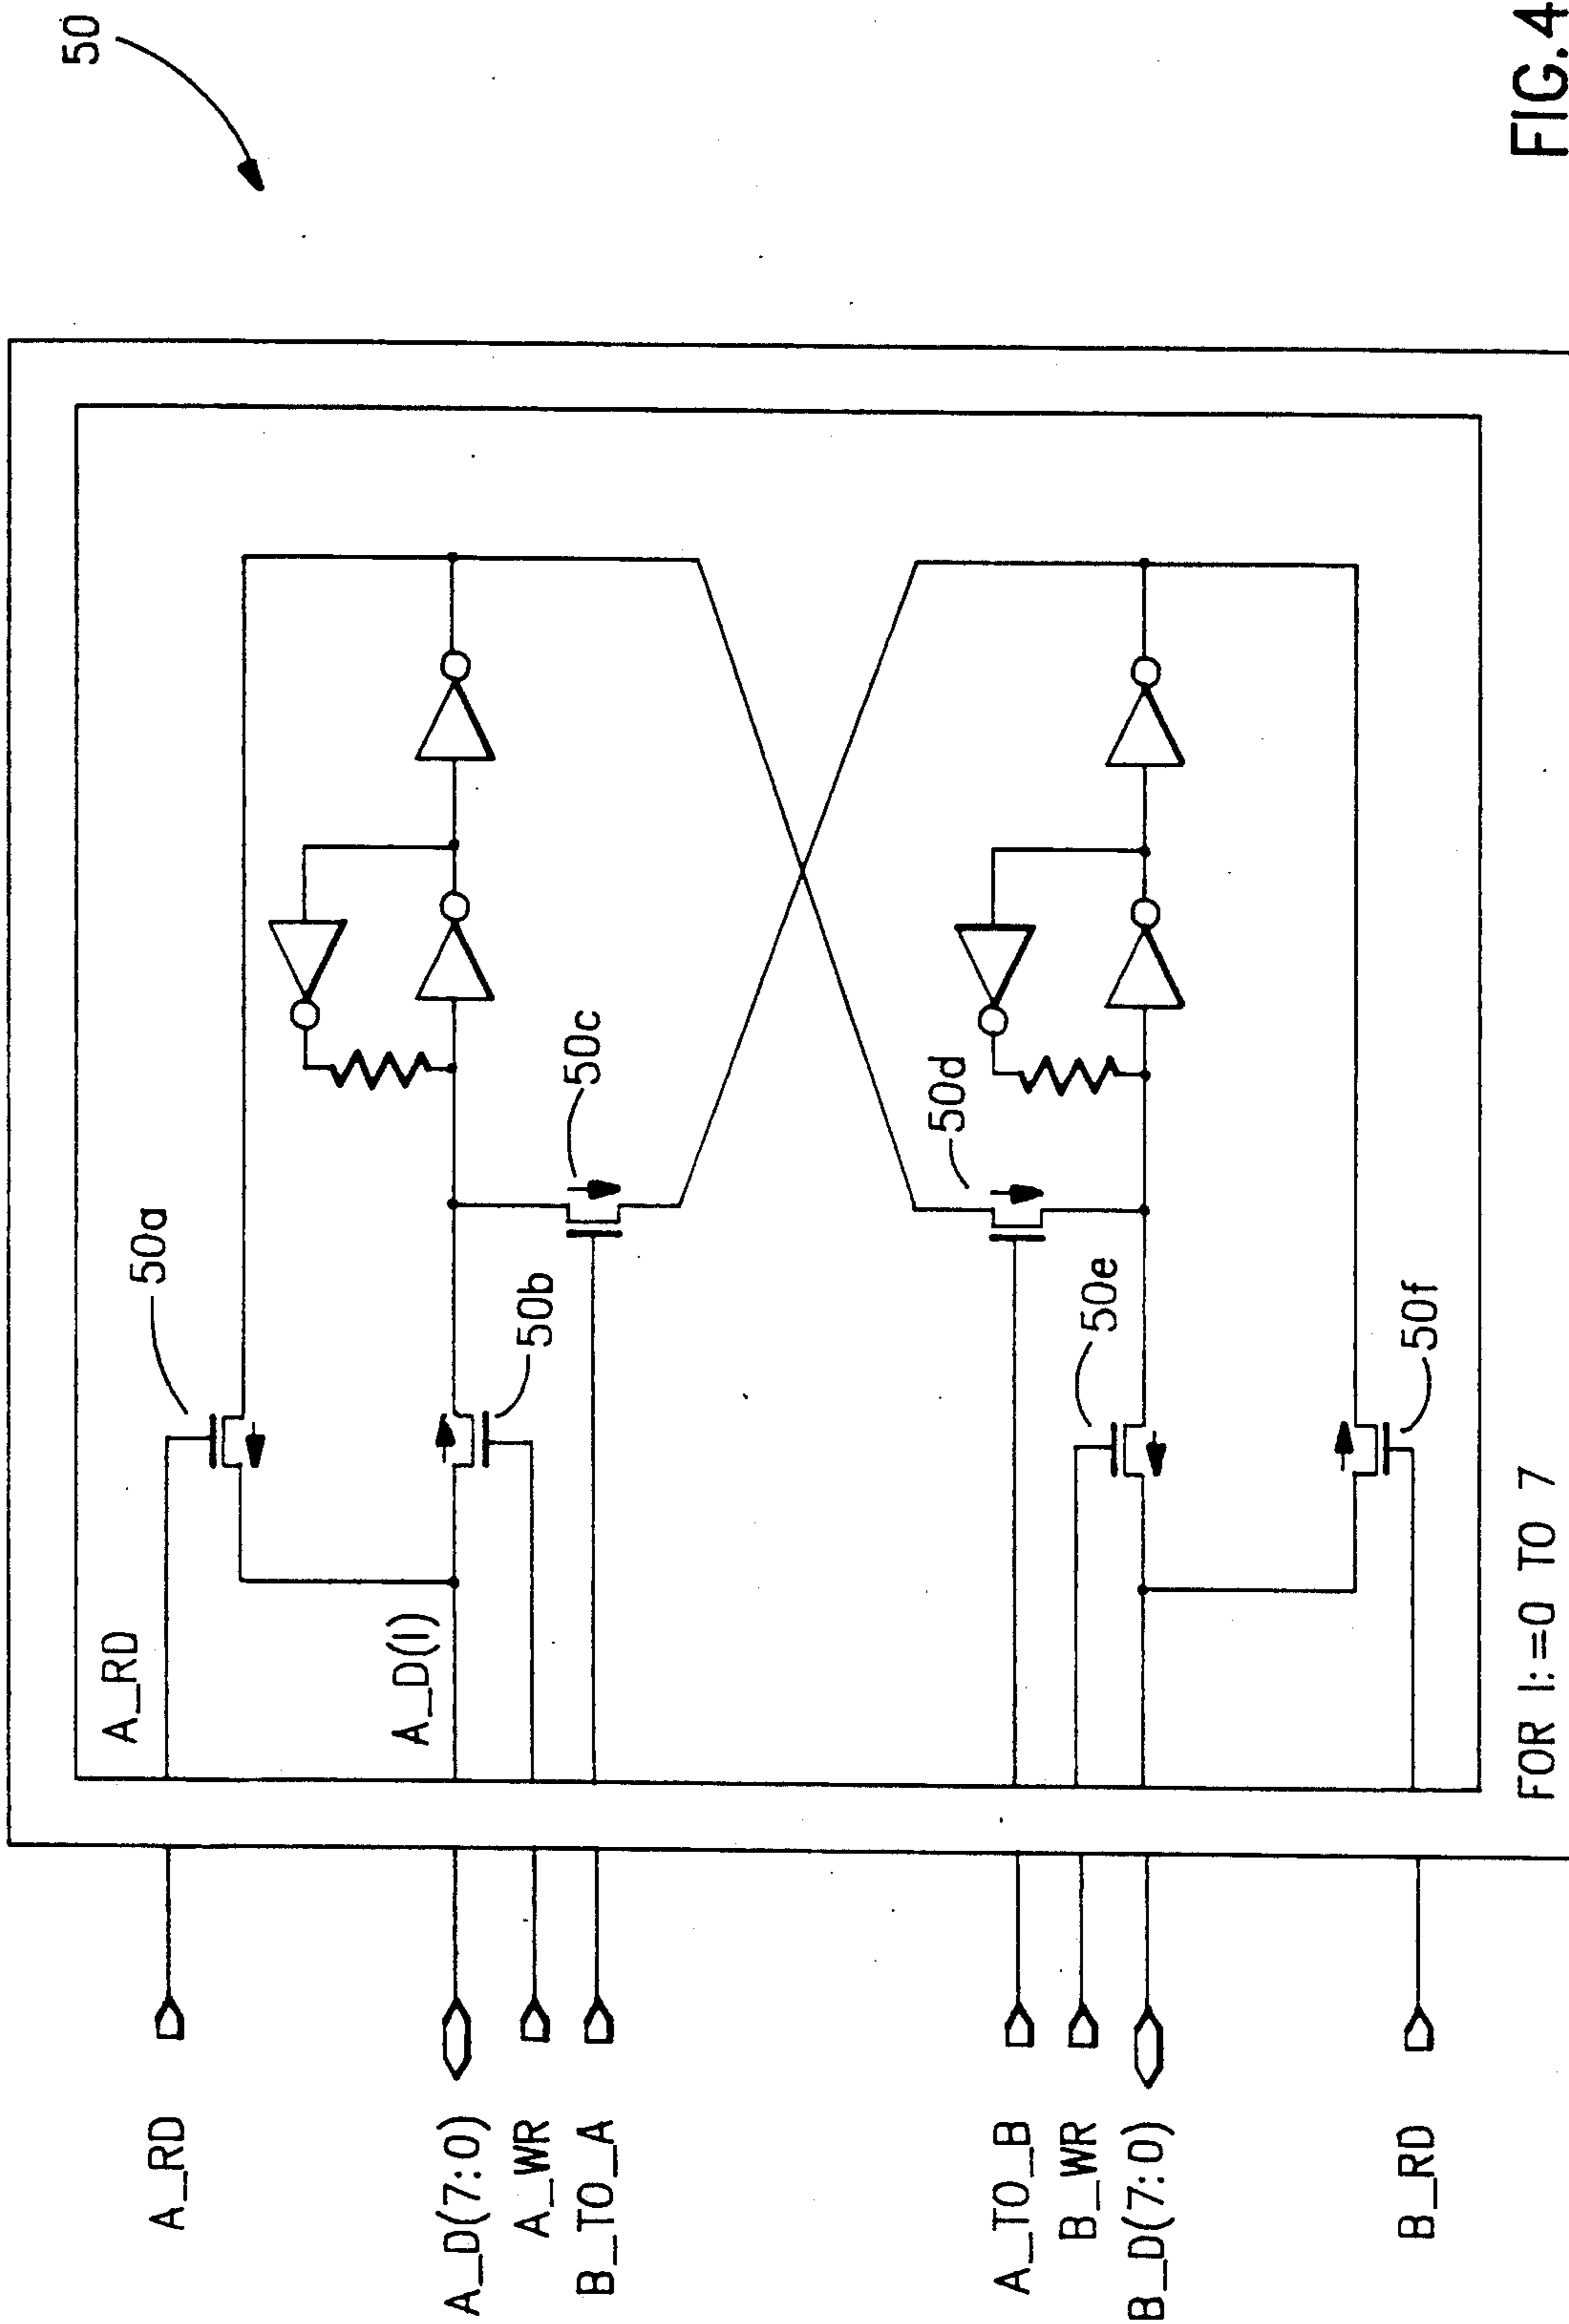 50
A_RD
A_D(7:0)
A_WR
B_TO_A
A_TO_B
B_WR
B_D(7:0)
B_RD
A_RD
A_D(I)
50a
50b
50c
50d
50e
50f
FOR I:=0 TO 7
FIG.4